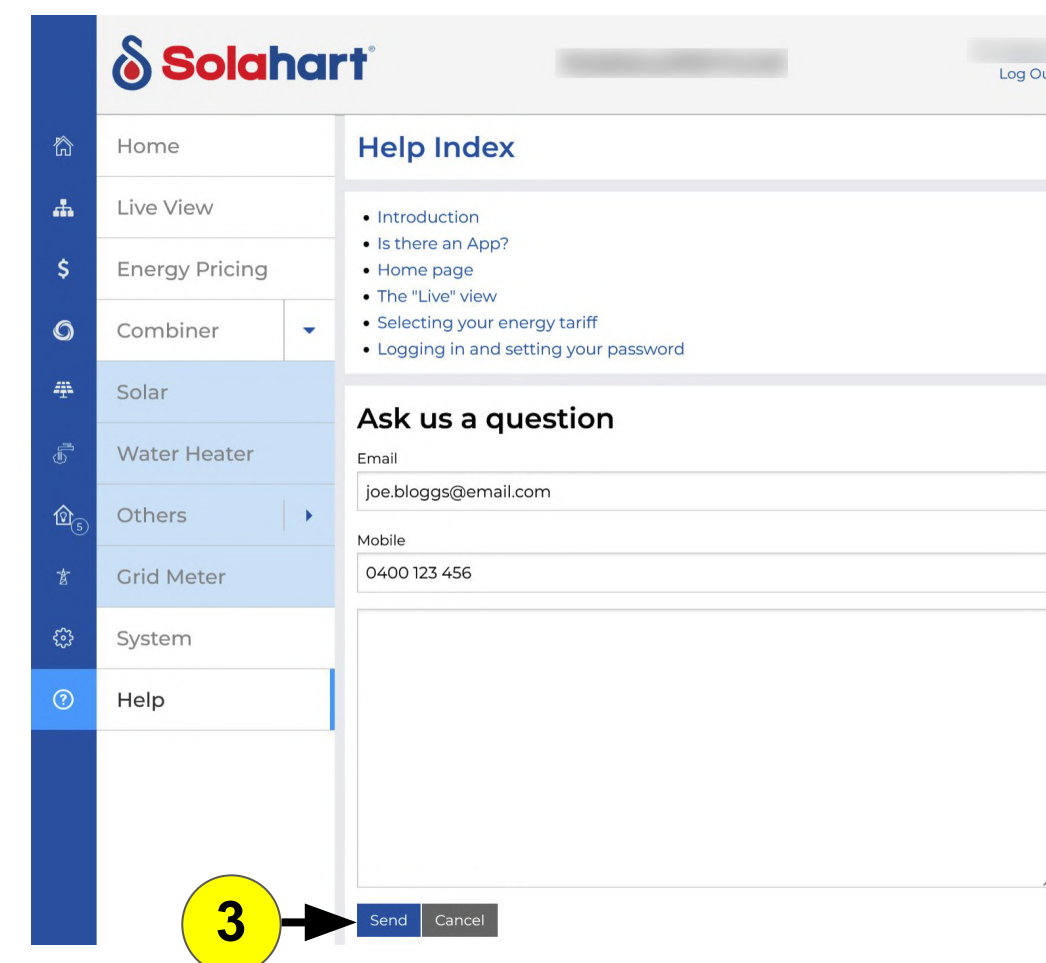 Solahart®
Log Ou
Home
Live View
$
Energy Pricing
Combiner
Solar
Water Heater
Others
5
Grid Meter
System
?
Help
Help Index
• Introduction
• Is there an App?
• Home page
• The "Live" view
• Selecting your energy tariff
• Logging in and setting your password
Ask us a question
Email
joe.bloggs@email.com
Mobile
0400 123 456
3
Send Cancel